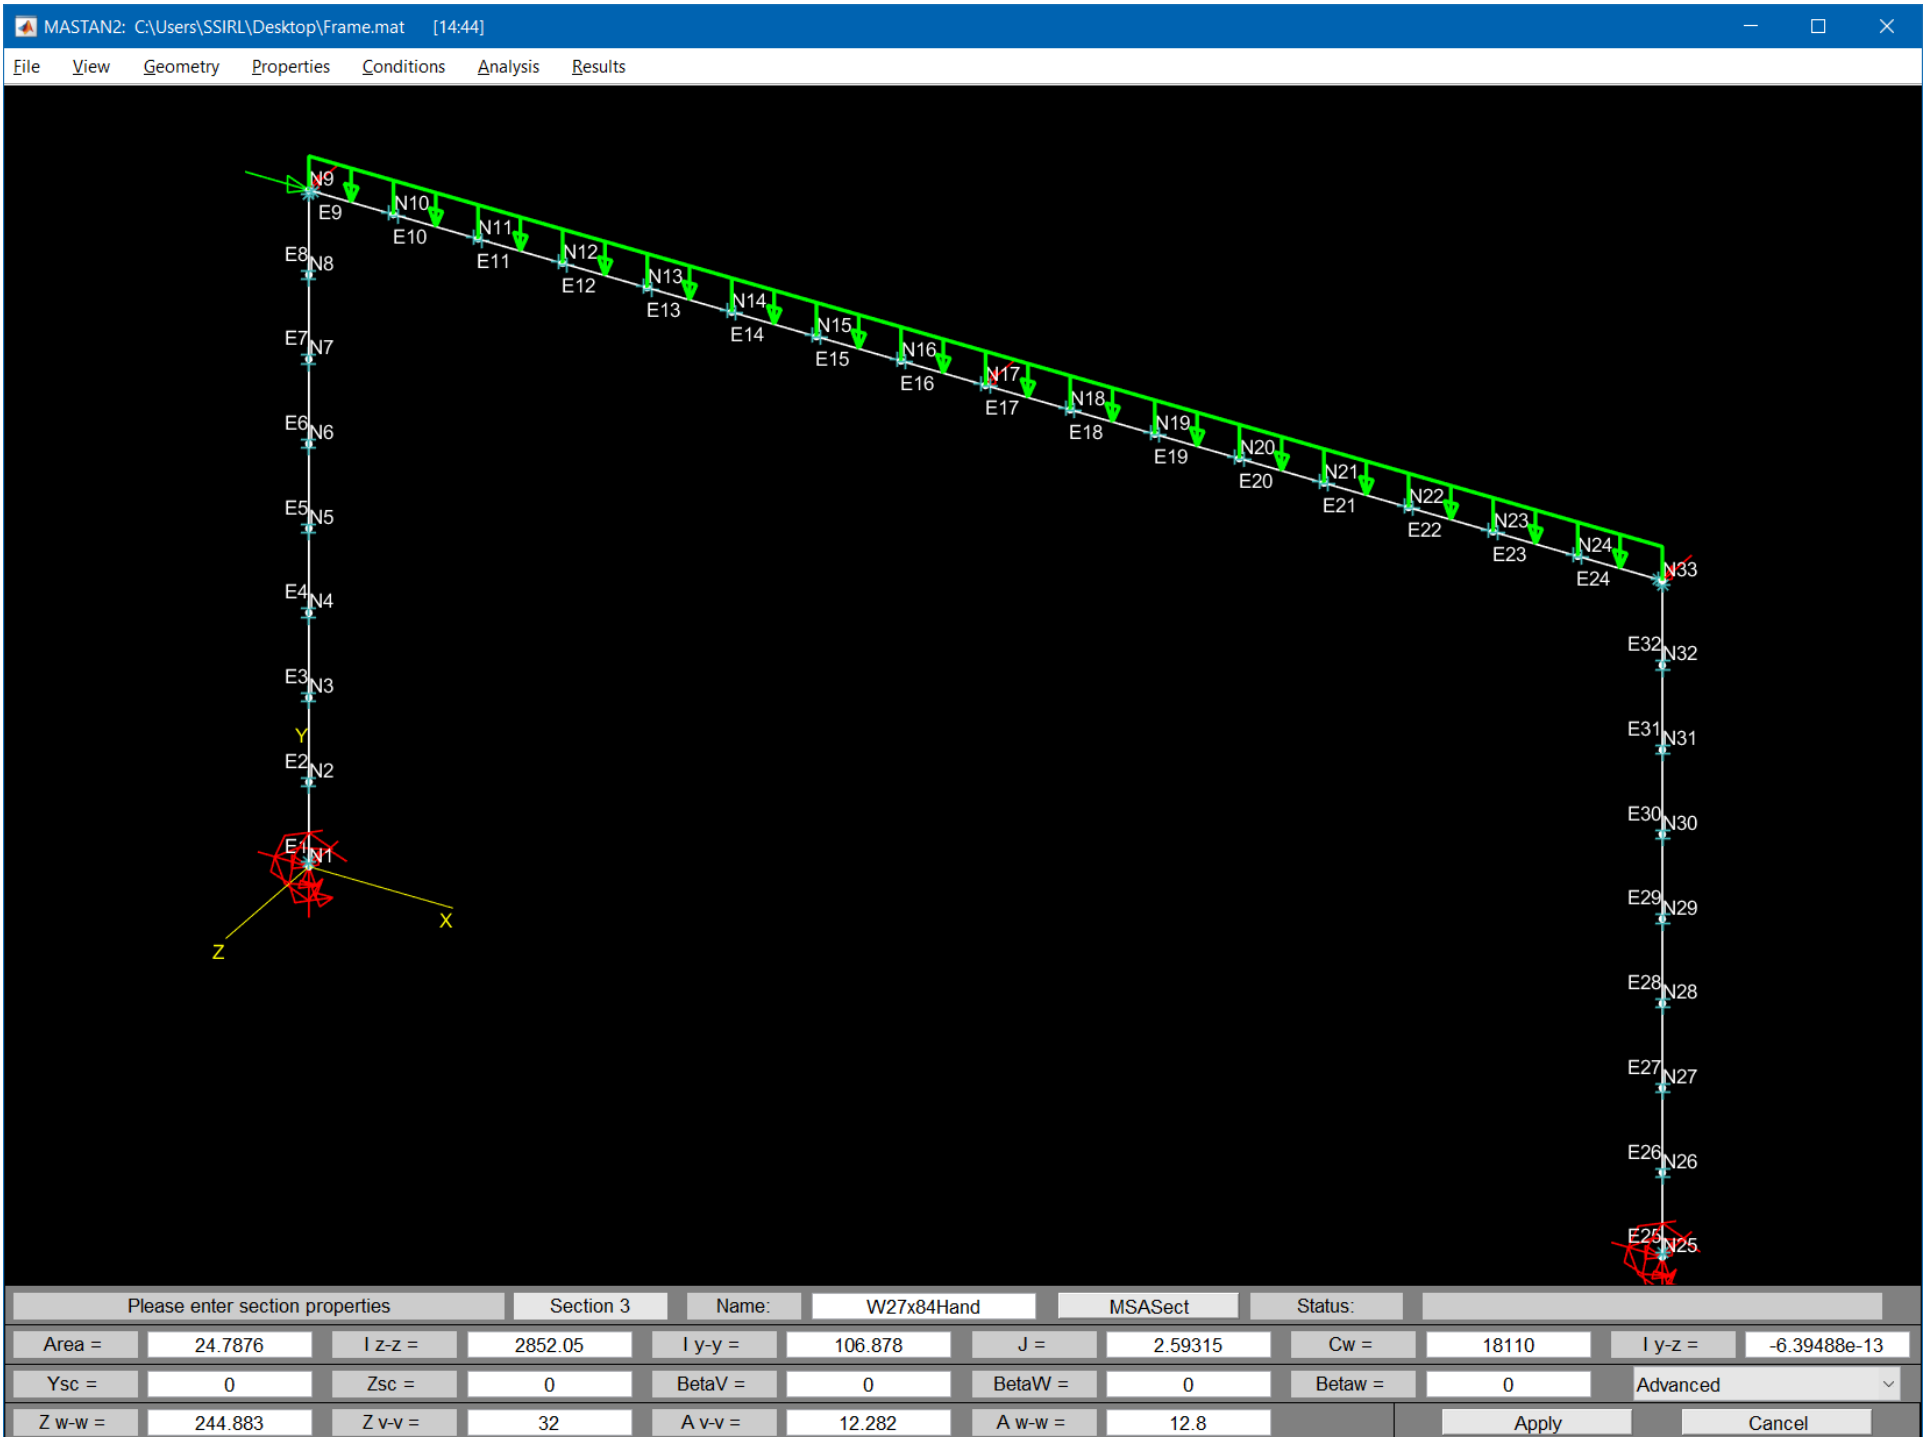 MASTAN2: C:\Users\SSIRL\Desktop\Frame.mat [14:44]
File View Geometry Properties Conditions Analysis Results
N9
E9
N10
E10
N11
E11
E8
N8
N12
E12
N13
E13
N14
E14
E7
N7
N15
E15
N16
E16
N17
E17
E6
N6
N18
E18
N19
E19
N20
E20
E5
N5
N21
E21
N22
E22
N23
E23
N24
E24
N33
E4
N4
E32
N32
E3
N3
Y
E31
N31
E2
N2
E30
N30
E1
N1
X
Z
E29
N29
E28
N28
E27
N27
E26
N26
E25
N25
Please enter section properties Section 3 Name: W27x84Hand MSASect Status:
Area = 24.7876 I z-z = 2852.05 I y-y = 106.878 J = 2.59315 Cw = 18110 I y-z = -6.39488e-13
Ysc = 0 Zsc = 0 BetaV = 0 BetaW = 0 Betaw = 0 Advanced
Z w-w = 244.883 Z v-v = 32 A v-v = 12.282 A w-w = 12.8 Apply Cancel